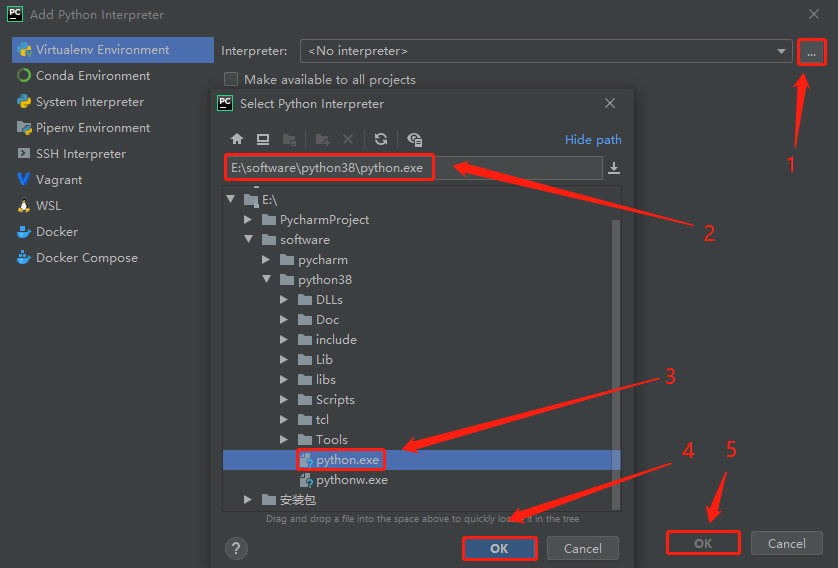 PC Add Python Interpreter
Virtualenv Environment
Conda Environment
System Interpreter
Pipenv Environment
SSH Interpreter
Vagrant
WSL
Docker
Docker Compose
Interpreter: <No interpreter> ...
Make available to all projects
1
PC Select Python Interpreter
Hide path
E:\software\python38\python.exe
2
E:\
PycharmProject
software
pycharm
python38
DLLs
Doc
include
Lib
libs
Scripts
3
tcl
Tools
python.exe
pythonw.exe
安装包
4
5
Drag and drop a file into the space above to quickly locate it in the tree
?
OK
Cancel
OK
Cancel